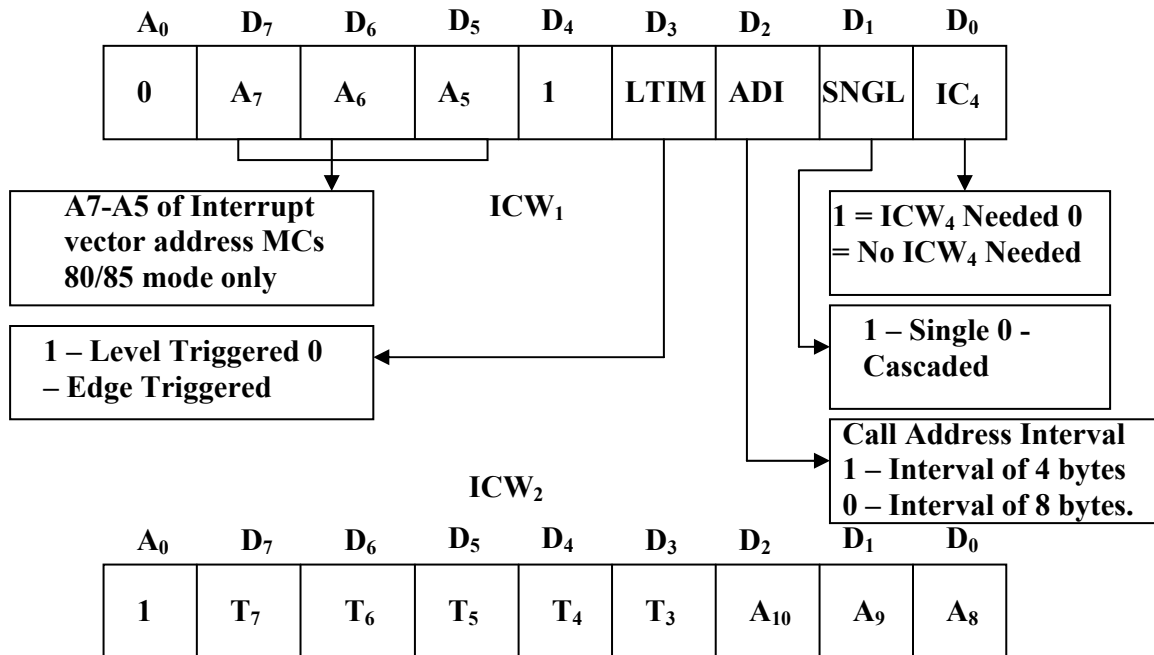 A₀ D₇ D₆ D₅ D₄ D₃ D₂ D₁ D₀
0 A₇ A₆ A₅ 1 LTIM ADI SNGL IC₄
A7-A5 of Interrupt
vector address MCs
80/85 mode only
ICW₁
1 = ICW₄ Needed 0
= No ICW₄ Needed
1 – Level Triggered 0
– Edge Triggered
1 – Single 0 -
Cascaded
Call Address Interval
1 – Interval of 4 bytes
0 – Interval of 8 bytes.
ICW₂
A₀ D₇ D₆ D₅ D₄ D₃ D₂ D₁ D₀
1 T₇ T₆ T₅ T₄ T₃ A₁₀ A₉ A₈